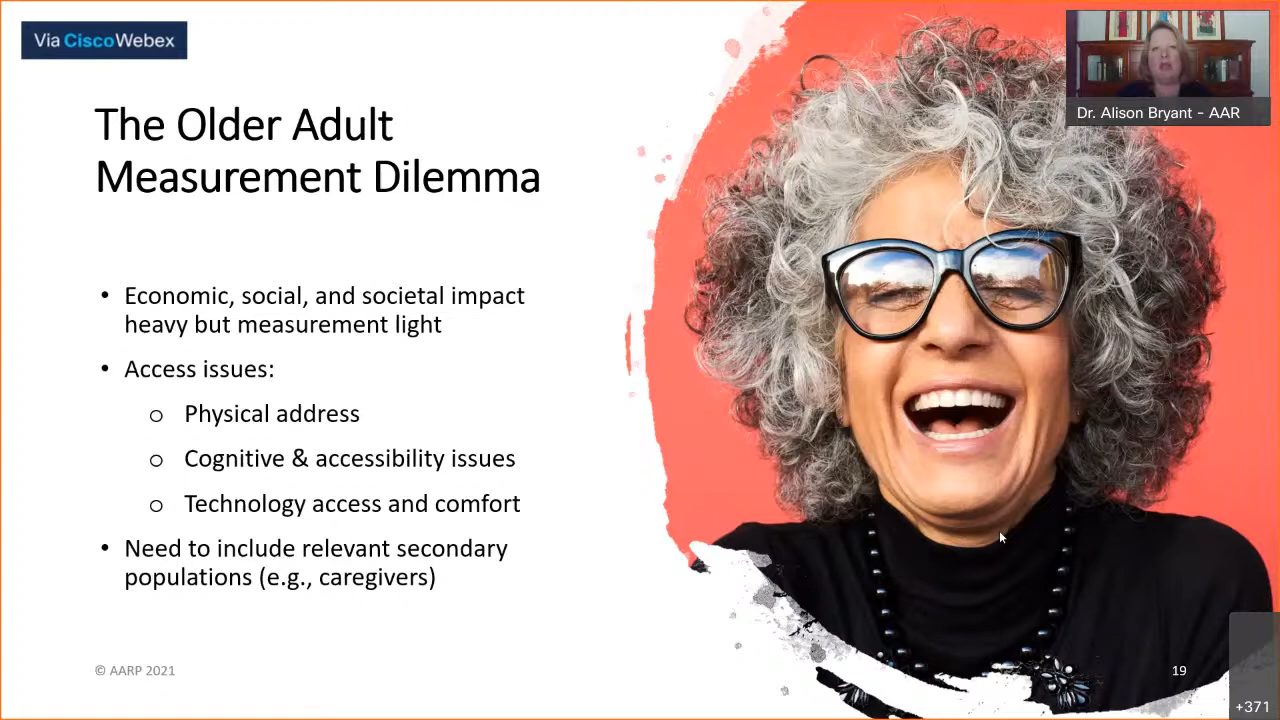 Via CiscoWebex
Dr. Alison Bryant - AAR
The Older Adult
Measurement Dilemma
• Economic, social, and societal impact
heavy but measurement light
• Access issues:
o Physical address
o Cognitive & accessibility issues
o Technology access and comfort
• Need to include relevant secondary
populations (e.g., caregivers)
© AARP 2021
19
+371